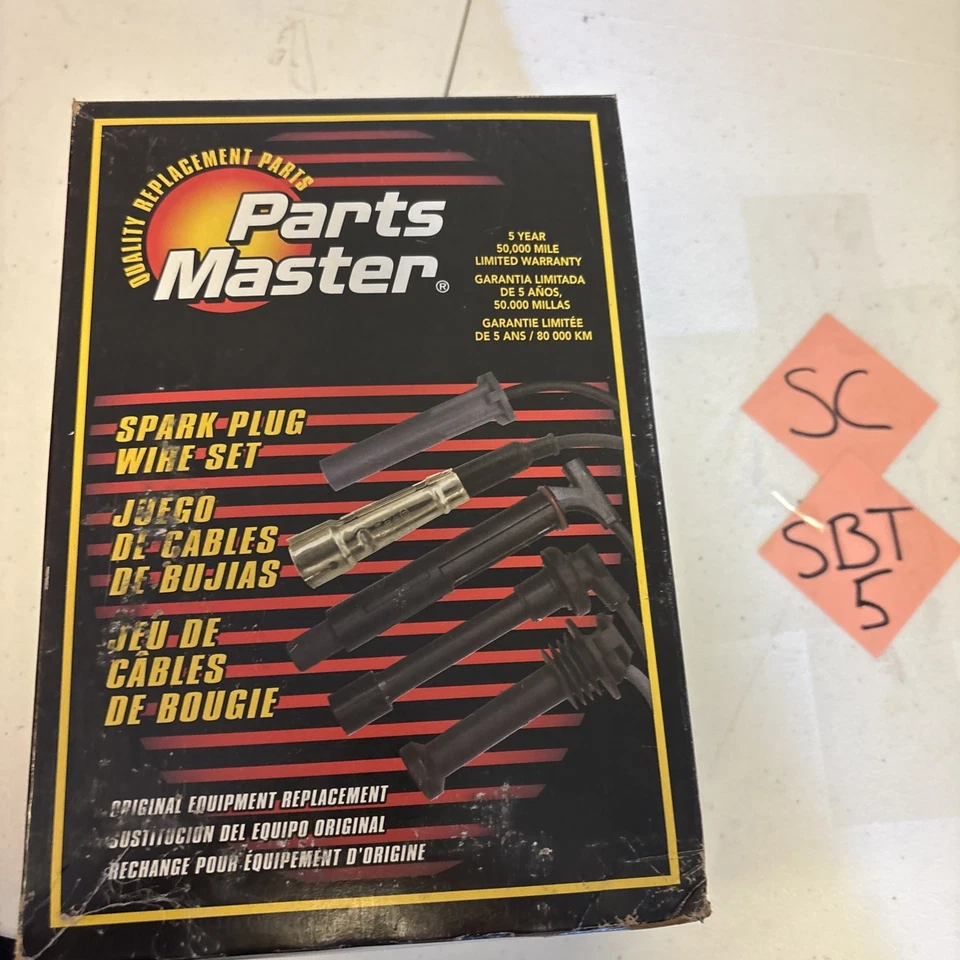 QUALITY REPLACEMENT PARTS
Parts
Master®
5 YEAR
50,000 MILE
LIMITED WARRANTY
GARANTIA LIMITADA
DE 5 AÑOS,
50.000 MILLAS
GARANTIE LIMITÉE
DE 5 ANS / 80 000 KM
SPARK PLUG
WIRE SET
JUEGO
DE CABLES
DE BUJIAS
JEU DE
CÂBLES
DE BOUGIE
ORIGINAL EQUIPMENT REPLACEMENT
SUSTITUCIÓN DEL EQUIPO ORIGINAL
RECHANGE POUR ÉQUIPEMENT D'ORIGINE
SC
SBT
5